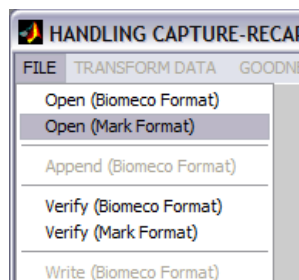 HANDLING CAPTURE-RECAP
FILE TRANSFORM DATA GOODNE
Open (Biomeco Format)
Open (Mark Format)
Append (Biomeco Format)
Verify (Biomeco Format)
Verify (Mark Format)
Write (Biomeco Format)